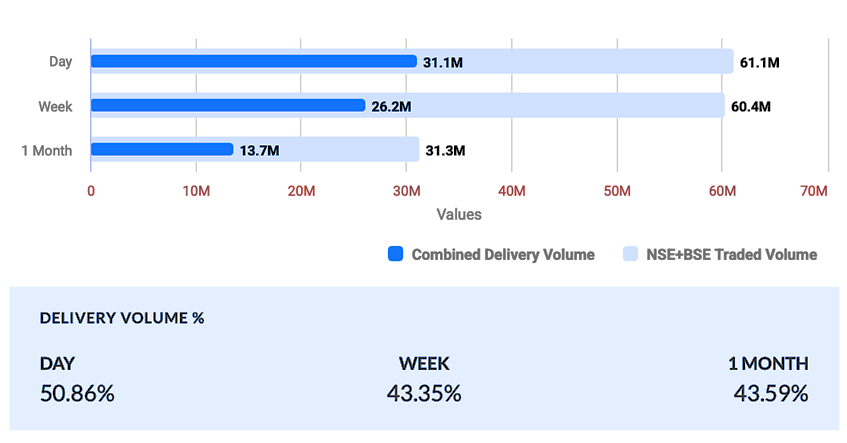 Day 31.1M 61.1M
Week 26.2M 60.4M
1 Month 13.7M 31.3M
0 10M 20M 30M 40M 50M 60M 70M
Values
Combined Delivery Volume NSE+BSE Traded Volume
DELIVERY VOLUME %
DAY WEEK 1 MONTH
50.86% 43.35% 43.59%